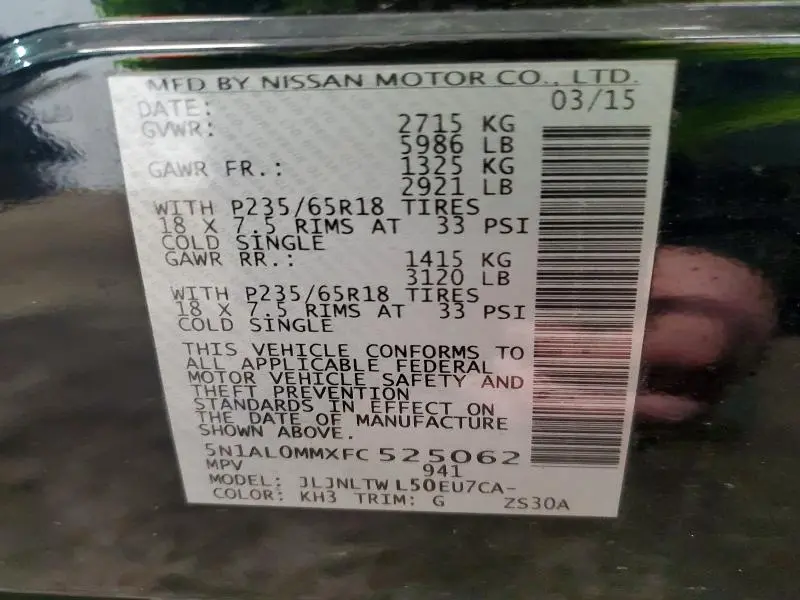 MFD BY NISSAN MOTOR CO., LTD.
DATE: 03/15
GVWR: 2715 KG
5986 LB
GAWR FR.: 1325 KG
2921 LB
WITH P235/65R18 TIRES
18 X 7.5 RIMS AT 33 PSI
COLD SINGLE
GAWR RR.: 1415 KG
3120 LB
WITH P235/65R18 TIRES
18 X 7.5 RIMS AT 33 PSI
COLD SINGLE
THIS VEHICLE CONFORMS TO
ALL APPLICABLE FEDERAL
MOTOR VEHICLE SAFETY AND
THEFT PREVENTION
STANDARDS IN EFFECT ON
THE DATE OF MANUFACTURE
SHOWN ABOVE.
5N1AL0MMXFC 525062
MPV 941
MODEL: JLJNLTW L50EU7CA-
COLOR: KH3 TRIM: G ZS30A